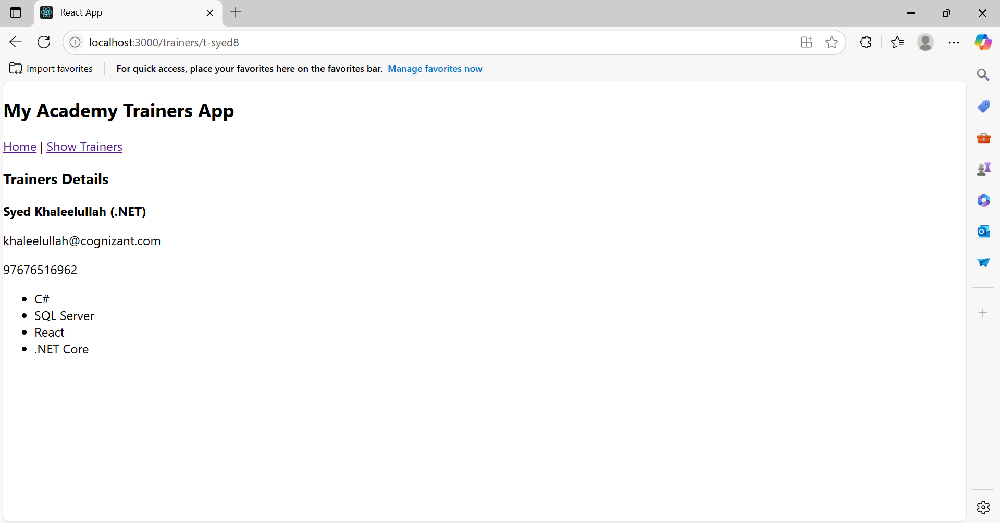 React App
localhost:3000/trainers/t-syed8
Import favorites For quick access, place your favorites here on the favorites bar. Manage favorites now
My Academy Trainers App
Home | Show Trainers
Trainers Details
Syed Khaleelullah (.NET)
khaleelullah@cognizant.com
97676516962
C#
SQL Server
React
.NET Core